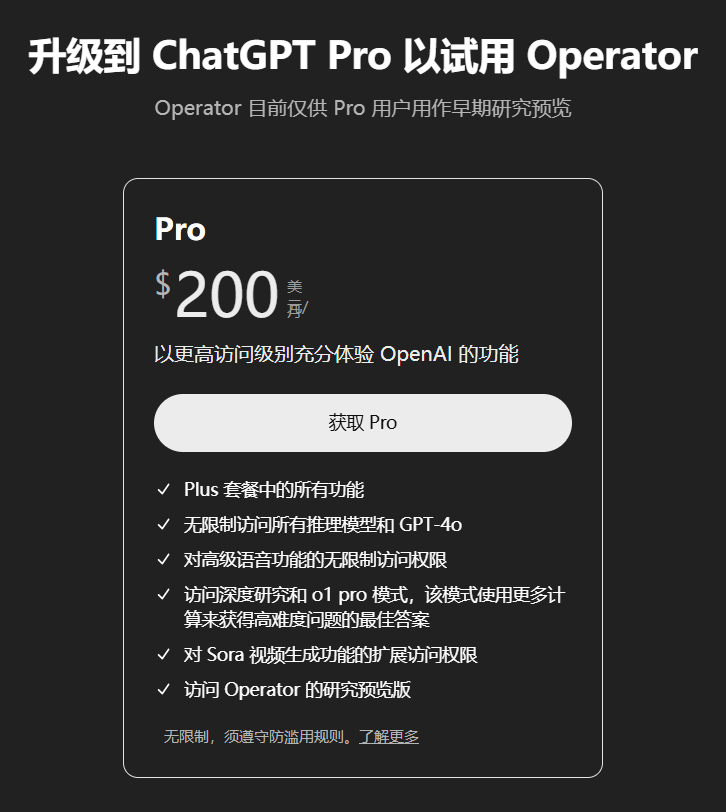 升级到 ChatGPT Pro 以试用 Operator
Operator 目前仅供 Pro 用户用作早期研究预览
Pro
$200 美元/月
以更高访问级别充分体验 OpenAI 的功能
获取 Pro
Plus 套餐中的所有功能
无限制访问所有推理模型和 GPT-4o
对高级语音功能的无限制访问权限
访问深度研究和 o1 pro 模式，该模式使用更多计
算来获得高难度问题的最佳答案
对 Sora 视频生成功能的扩展访问权限
访问 Operator 的研究预览版
无限制，须遵守防滥用规则。了解更多